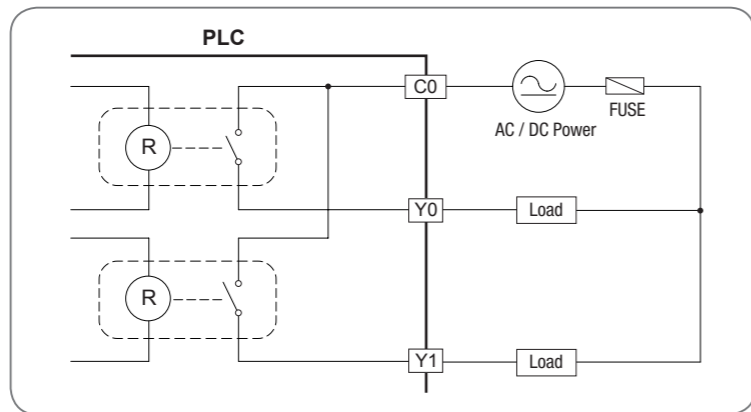 PLC
C0
AC / DC Power
FUSE
R
Y0
Load
R
Y1
Load